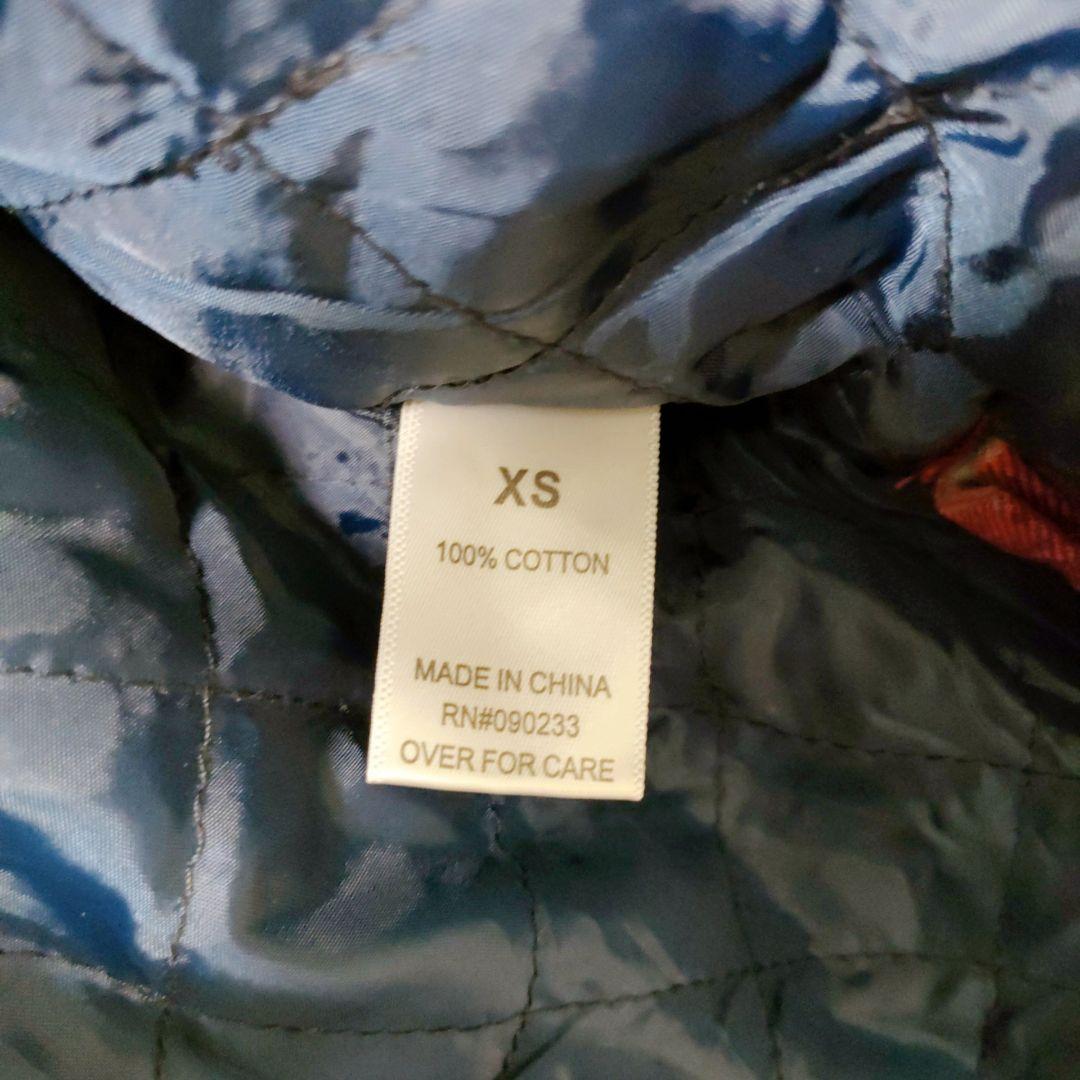 XS
100% COTTON
MADE IN CHINA
RN#090233
OVER FOR CARE